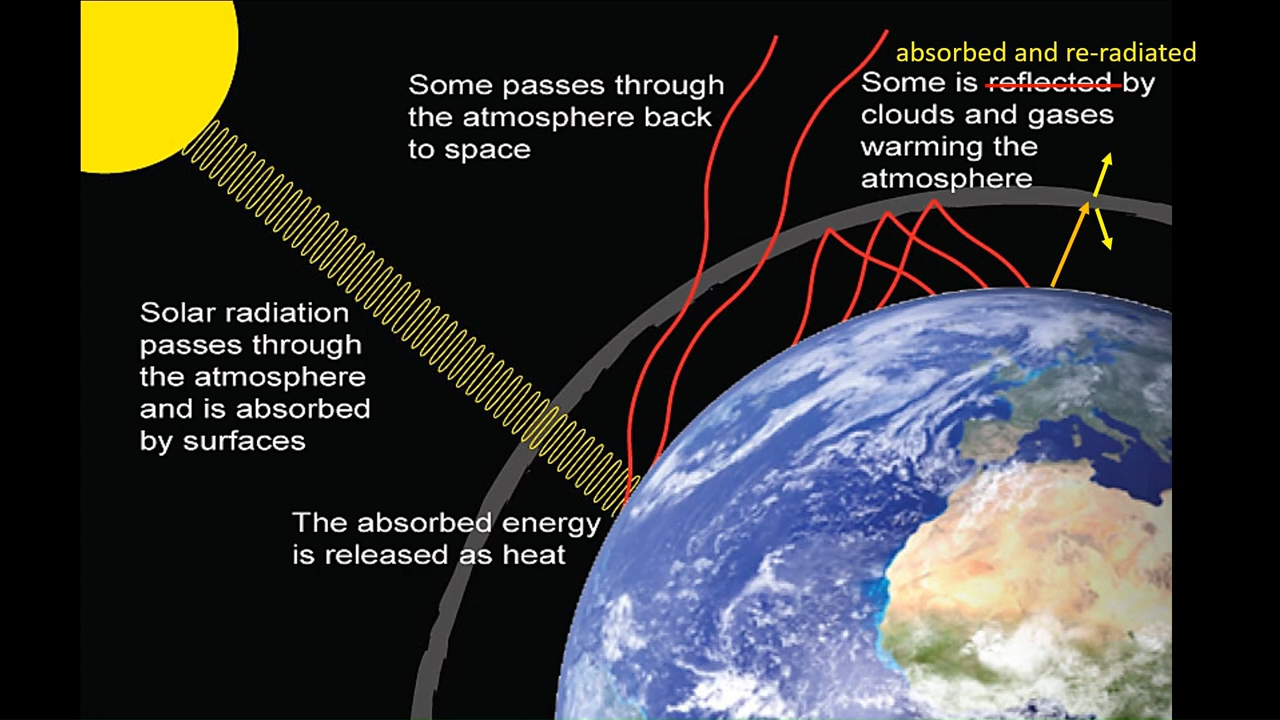 Some passes through
the atmosphere back
to space
absorbed and re-radiated
Some is reflected by
clouds and gases
warming the
atmosphere
Solar radiation
passes through
the atmosphere
and is absorbed
by surfaces
The absorbed energy
is released as heat